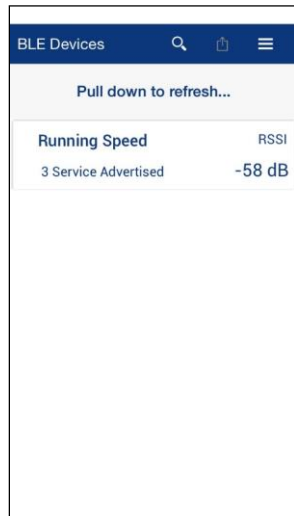 BLE Devices
Pull down to refresh...
Running Speed RSSI
3 Service Advertised -58 dB